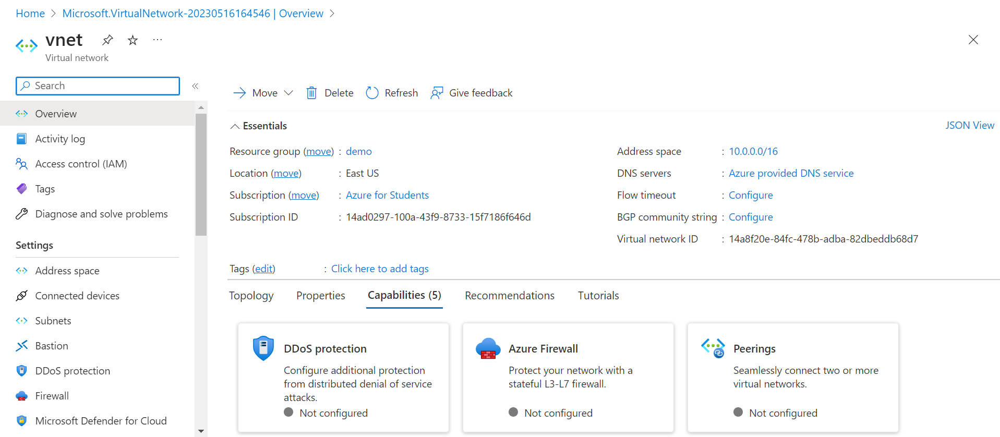 Home > Microsoft.VirtualNetwork-20230516164546 | Overview >
vnet
Virtual network
Search
«
Overview
Activity log
Access control (IAM)
Tags
Diagnose and solve problems
Settings
Address space
Connected devices
Subnets
Bastion
DDoS protection
Firewall
Microsoft Defender for Cloud
Move
Delete
Refresh
Give feedback
Essentials
JSON View
Resource group (move) : demo
Location (move) : East US
Subscription (move) : Azure for Students
Subscription ID : 14ad0297-100a-43f9-8733-15f7186f646d
Address space : 10.0.0.0/16
DNS servers : Azure provided DNS service
Flow timeout : Configure
BGP community string : Configure
Virtual network ID : 14a8f20e-84fc-478b-adba-82dbeddb68d7
Tags (edit) : Click here to add tags
Topology Properties Capabilities (5) Recommendations Tutorials
DDoS protection
Configure additional protection
from distributed denial of service
attacks.
Not configured
Azure Firewall
Protect your network with a
stateful L3-L7 firewall.
Not configured
Peerings
Seamlessly connect two or more
virtual networks.
Not configured